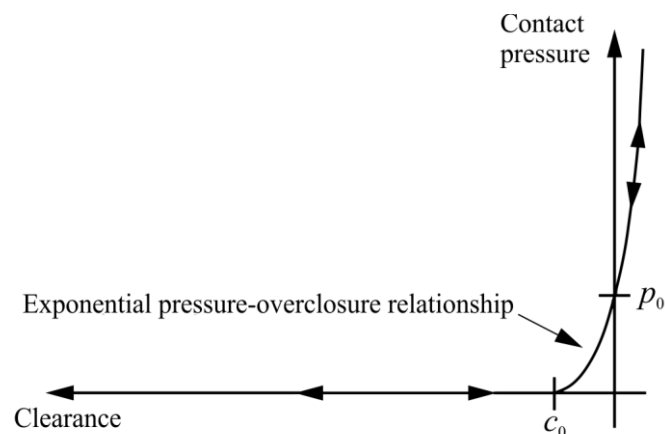 Contact
pressure
Exponential pressure-overclosure relationship
p₀
Clearance
c₀